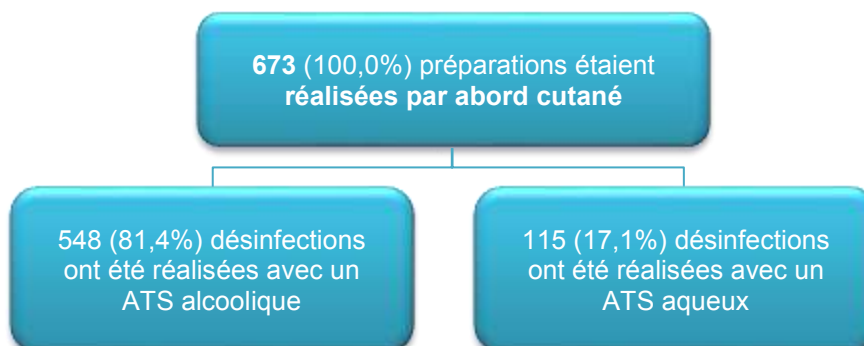 673 (100,0%) préparations étaient
réalisées par abord cutané
548 (81,4%) désinfections
ont été réalisées avec un
ATS alcoolique
115 (17,1%) désinfections
ont été réalisées avec un
ATS aqueux